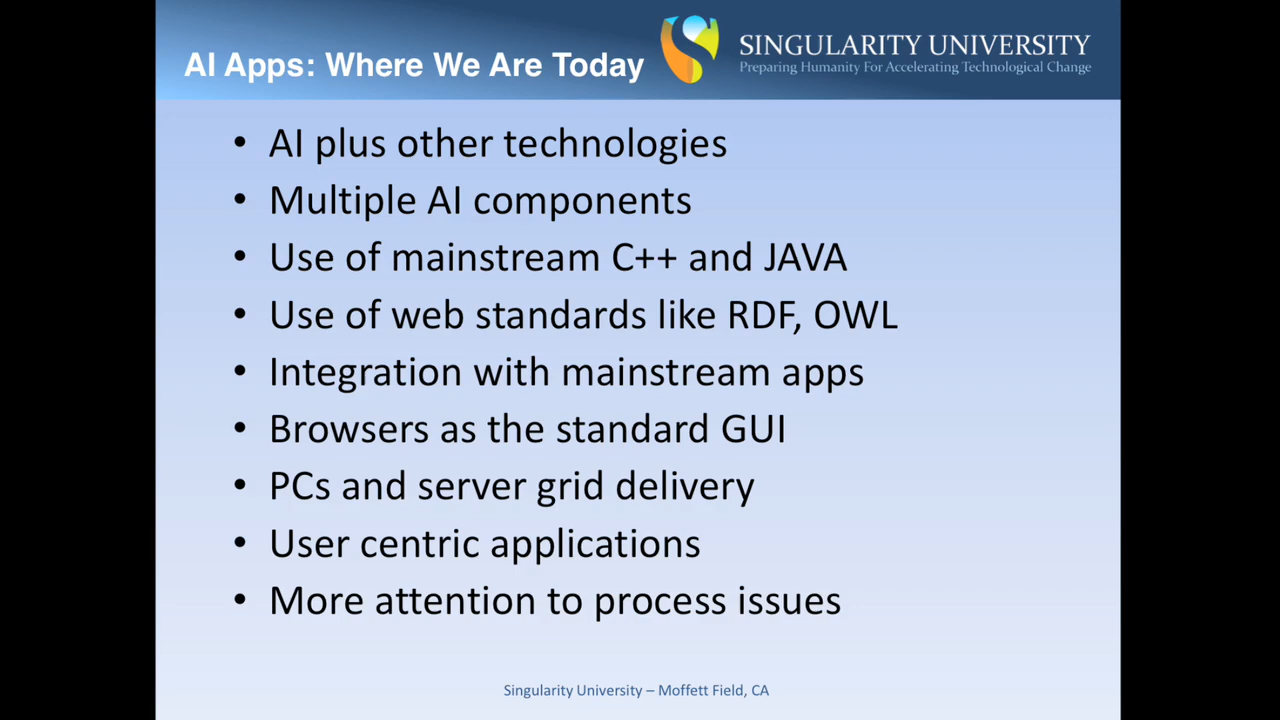 AI Apps: Where We Are Today
SINGULARITY UNIVERSITY
Preparing Humanity For Accelerating Technological Change
• AI plus other technologies
• Multiple AI components
• Use of mainstream C++ and JAVA
• Use of web standards like RDF, OWL
• Integration with mainstream apps
• Browsers as the standard GUI
• PCs and server grid delivery
• User centric applications
• More attention to process issues
Singularity University – Moffett Field, CA